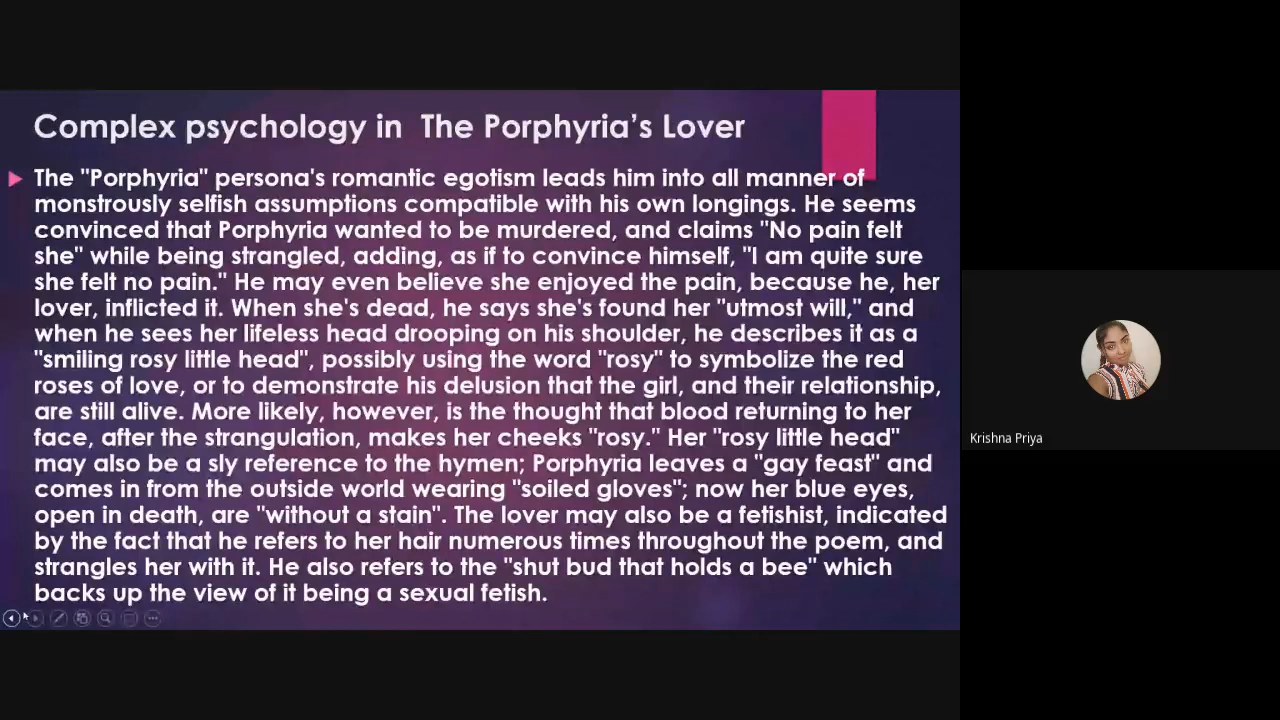 Complex psychology in  The Porphyria’s Lover
The "Porphyria" persona's romantic egotism leads him into all manner of
monstrously selfish assumptions compatible with his own longings. He seems
convinced that Porphyria wanted to be murdered, and claims "No pain felt
she" while being strangled, adding, as if to convince himself, "I am quite sure
she felt no pain." He may even believe she enjoyed the pain, because he, her
lover, inflicted it. When she's dead, he says she's found her "utmost will," and
when he sees her lifeless head drooping on his shoulder, he describes it as a
"smiling rosy little head", possibly using the word "rosy" to symbolize the red
roses of love, or to demonstrate his delusion that the girl, and their relationship,
are still alive. More likely, however, is the thought that blood returning to her
face, after the strangulation, makes her cheeks "rosy." Her "rosy little head"
may also be a sly reference to the hymen; Porphyria leaves a "gay feast" and
comes in from the outside world wearing "soiled gloves"; now her blue eyes,
open in death, are "without a stain". The lover may also be a fetishist, indicated
by the fact that he refers to her hair numerous times throughout the poem, and
strangles her with it. He also refers to the "shut bud that holds a bee" which
backs up the view of it being a sexual fetish.
Krishna Priya